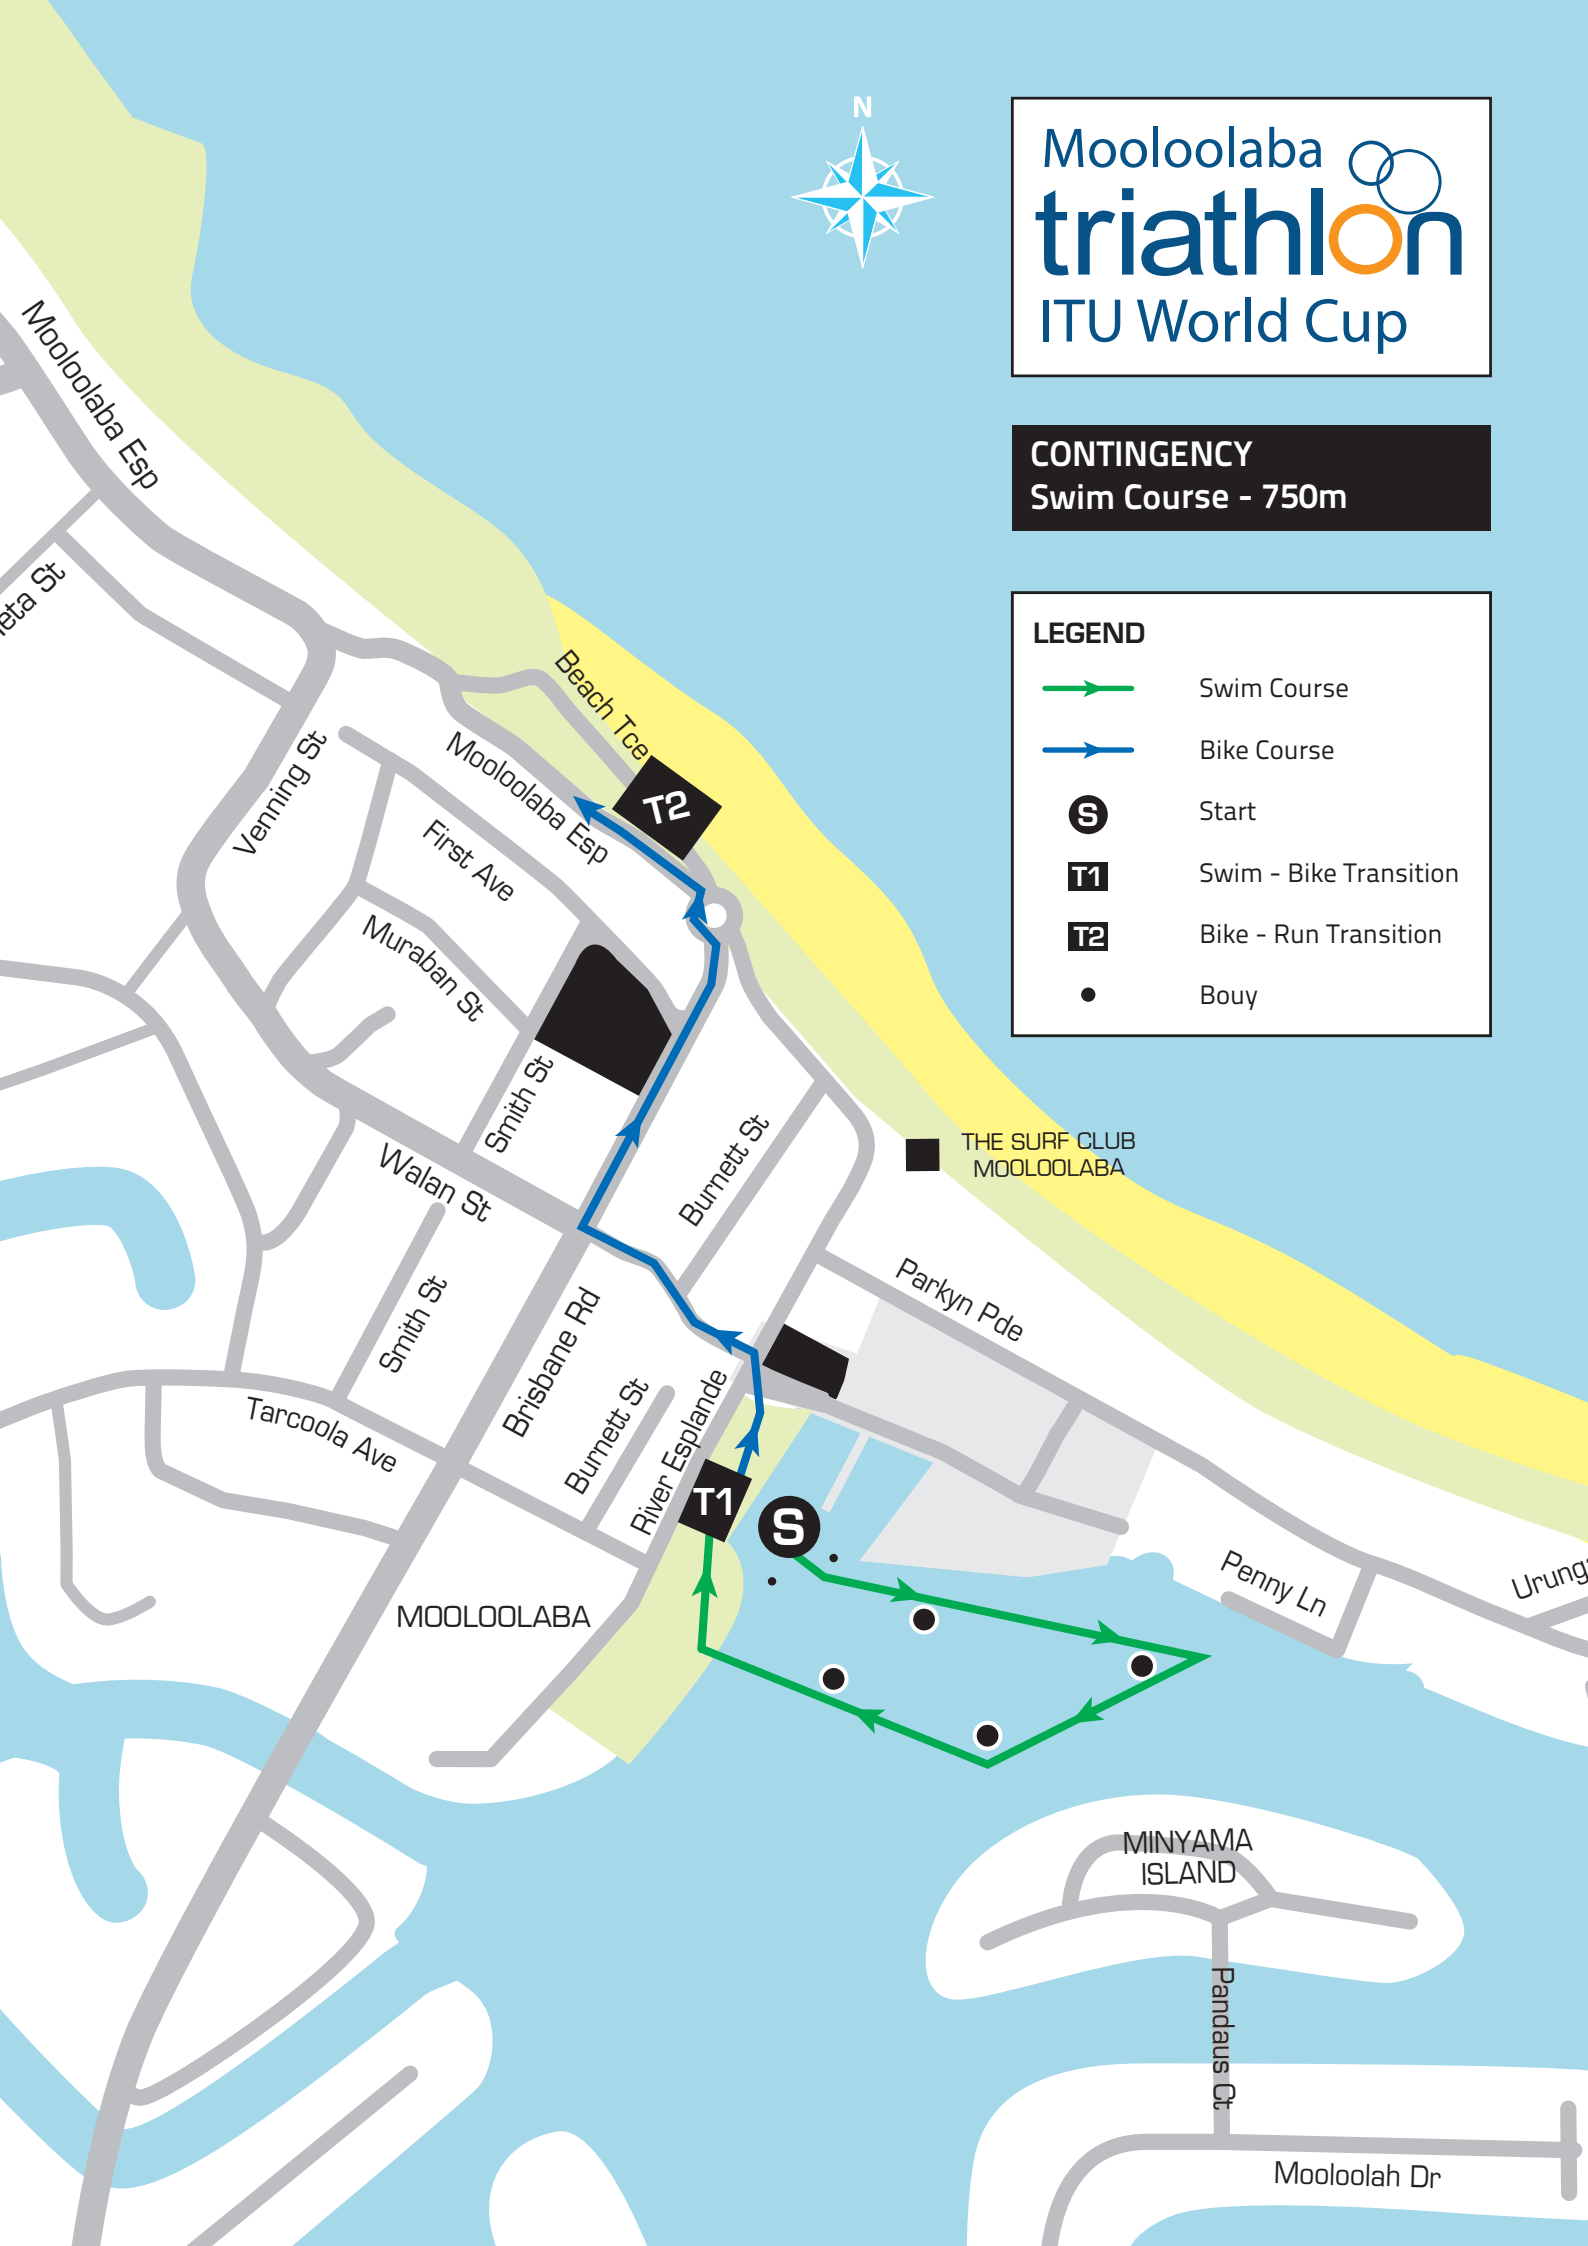 N
Mooloolaba
triathlon
ITU World Cup
CONTINGENCY
Swim Course - 750m
LEGEND
Swim Course
Bike Course
S
Start
T1
Swim - Bike Transition
T2
Bike - Run Transition
Bouy
Mooloolaba Esp
eta St
Beach Tce
T2
Mooloolaba Esp
Venning St
First Ave
Muraban St
Smith St
Burnett St
THE SURF CLUB
MOOLOOLABA
Walan St
Parkyn Pde
Smith St
Brisbane Rd
Burnett St
River Esplande
Tarcoola Ave
T1
S
Penny Ln
Urung
MOOLOOLABA
MINYAMA
ISLAND
Pandaus Ct
Mooloolah Dr